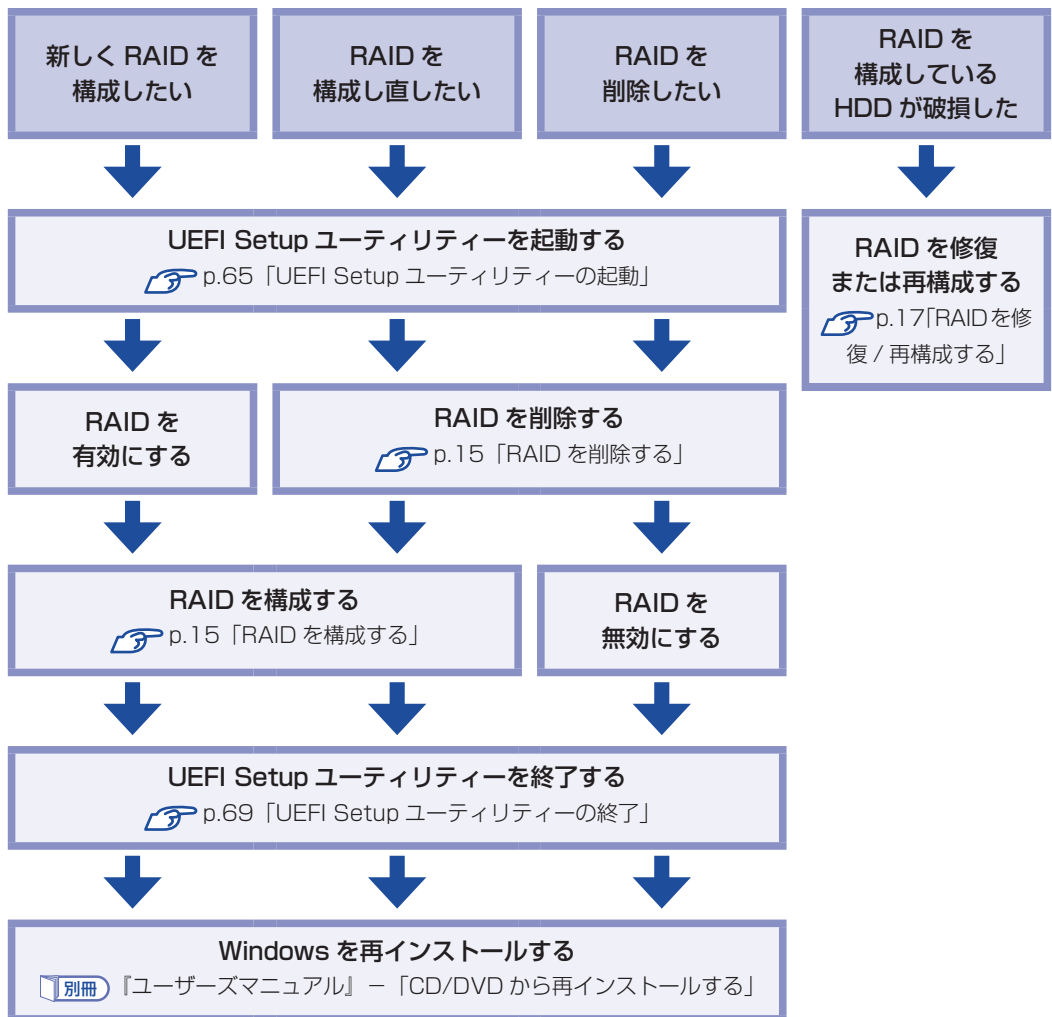 新しく RAID を
構成したい
RAID を
構成し直したい
RAID を
削除したい
RAID を
構成している
HDD が破損した
UEFI Setup ユーティリティーを起動する
p.65「UEFI Setup ユーティリティーの起動」
RAID を修復
または再構成する
p.17「RAIDを修
復 / 再構成する」
RAID を
有効にする
RAID を削除する
p.15「RAID を削除する」
RAID を構成する
p.15「RAID を構成する」
RAID を
無効にする
UEFI Setup ユーティリティーを終了する
p.69「UEFI Setup ユーティリティーの終了」
Windows を再インストールする
別冊 『ユーザーズマニュアル』－「CD/DVD から再インストールする」